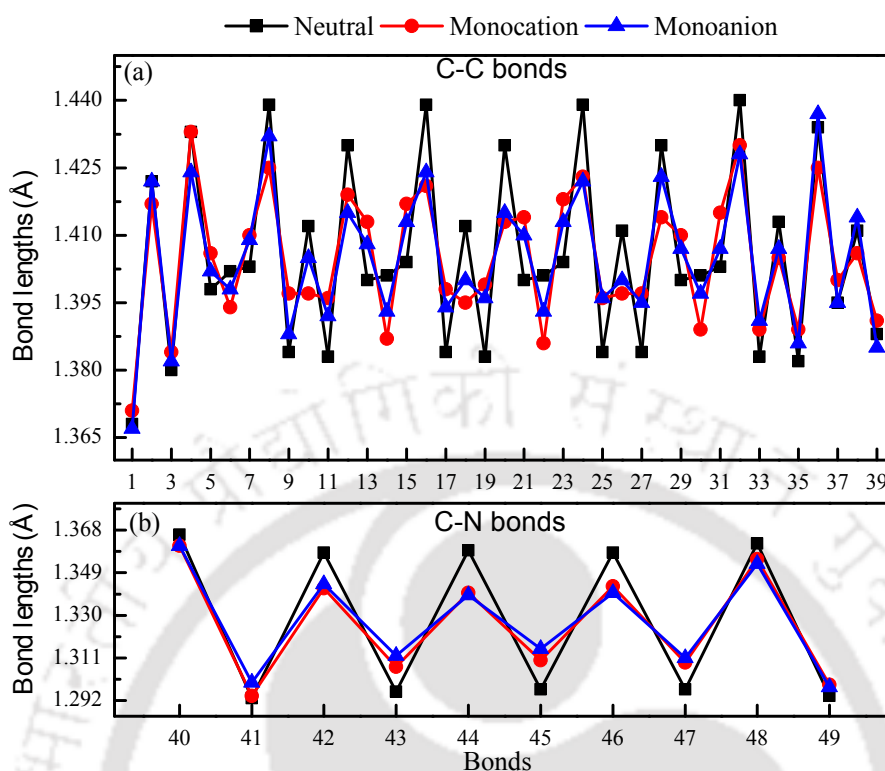 Neutral Monocation Monoanion
(a) C-C bonds
Bond lengths (Å)
1.440
1.425
1.410
1.395
1.380
1.365
1 3 5 7 9 11 13 15 17 19 21 23 25 27 29 31 33 35 37 39
(b) C-N bonds
Bond lengths (Å)
1.368
1.349
1.330
1.311
1.292
40 41 42 43 44 45 46 47 48 49
Bonds